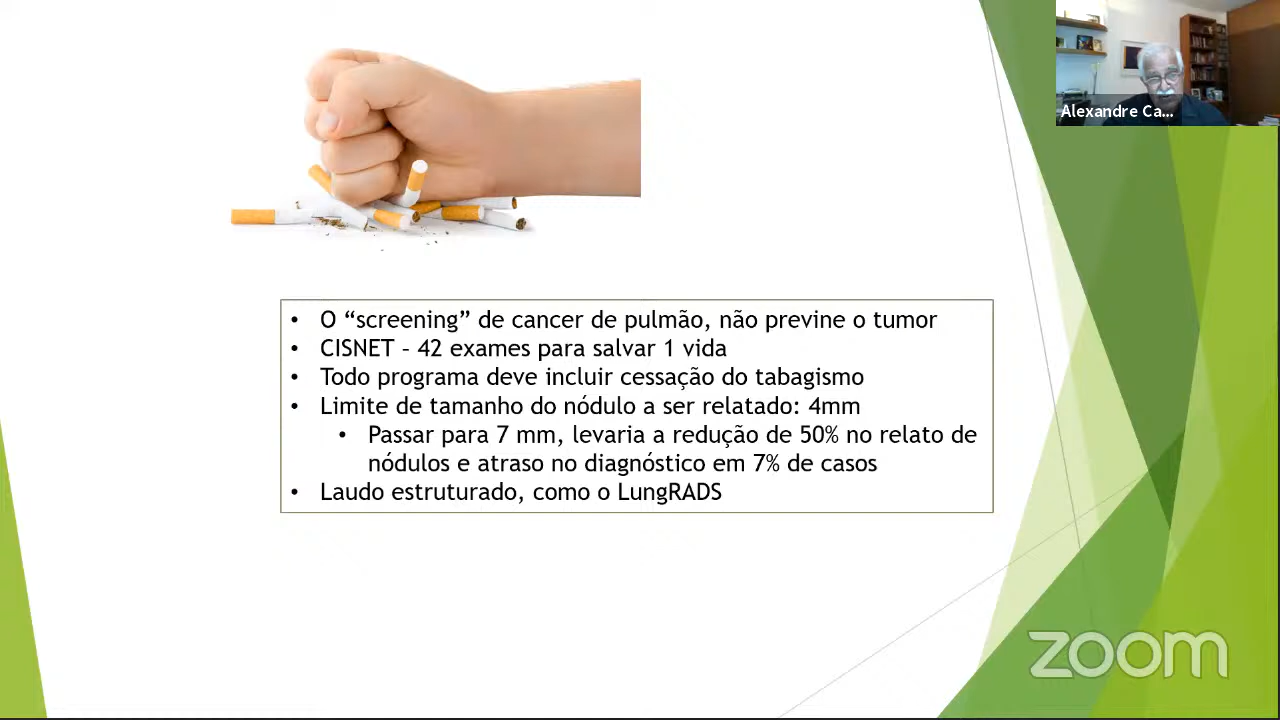 Alexandre Ca...
• O “screening” de cancer de pulmão, não previne o tumor
• CISNET – 42 exames para salvar 1 vida
• Todo programa deve incluir cessação do tabagismo
• Limite de tamanho do nódulo a ser relatado: 4mm
• Passar para 7 mm, levaria a redução de 50% no relato de
nódulos e atraso no diagnóstico em 7% de casos
• Laudo estruturado, como o LungRADS
zoom